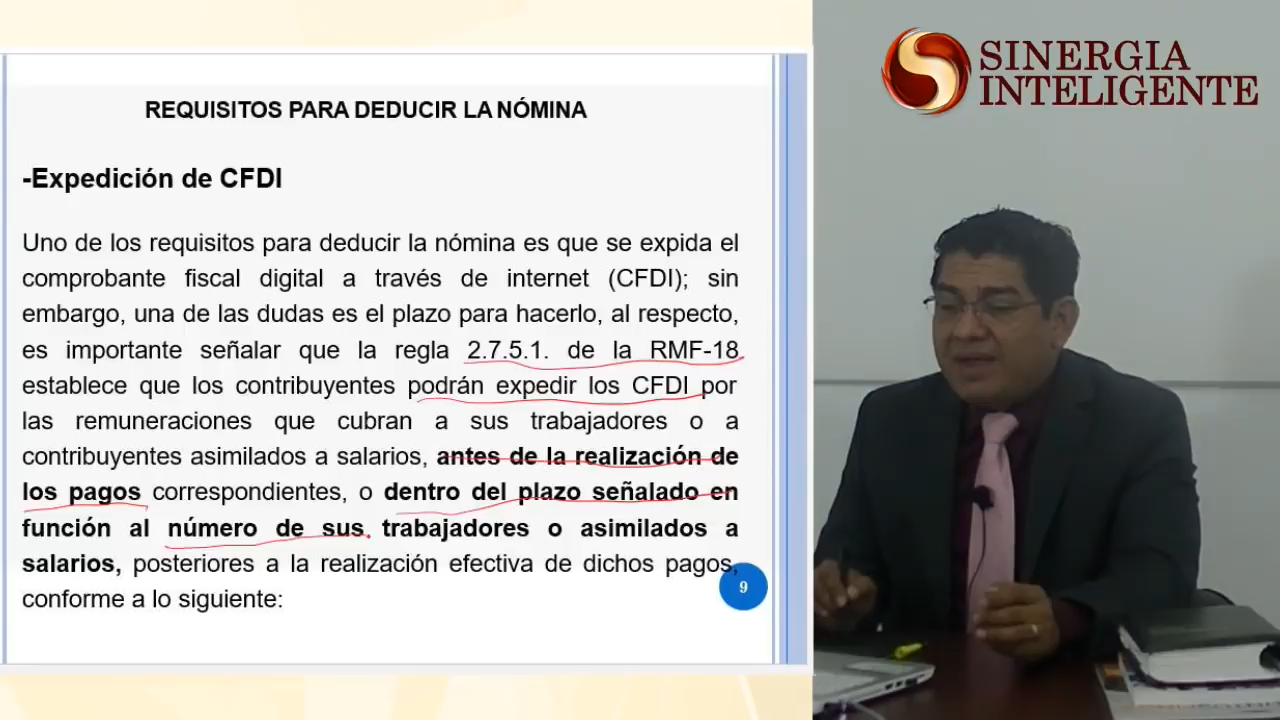 SINERGIA
INTELIGENTE
REQUISITOS PARA DEDUCIR LA NÓMINA
-Expedición de CFDI
Uno de los requisitos para deducir la nómina es que se expida el
comprobante fiscal digital a través de internet (CFDI); sin
embargo, una de las dudas es el plazo para hacerlo, al respecto,
es importante señalar que la regla 2.7.5.1. de la RMF-18
establece que los contribuyentes podrán expedir los CFDI por
las remuneraciones que cubran a sus trabajadores o a
contribuyentes asimilados a salarios, antes de la realización de
los pagos correspondientes, o dentro del plazo señalado en
función al número de sus trabajadores o asimilados a
salarios, posteriores a la realización efectiva de dichos pagos,
conforme a lo siguiente:
9